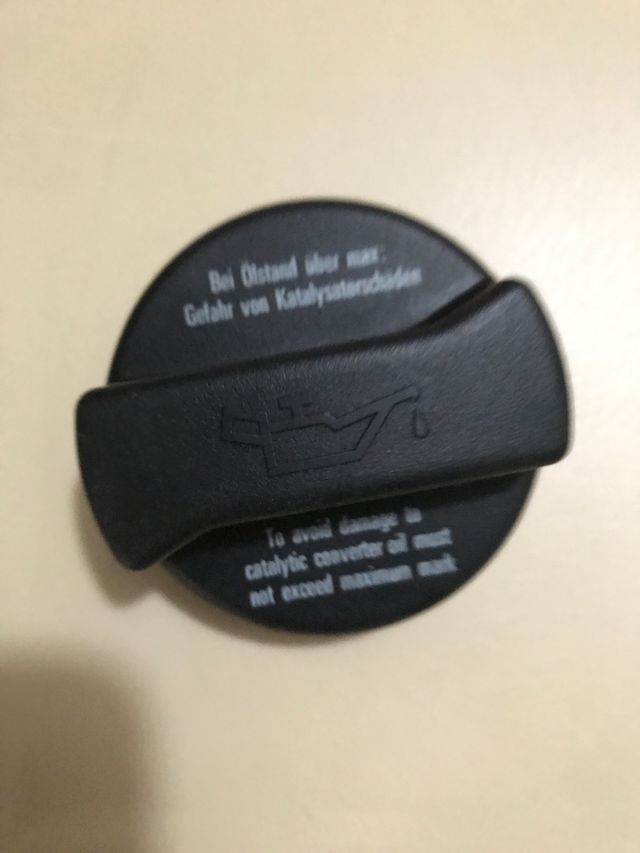 Bei Ölstand über max:
Gefahr von Katalysatorschäden
To avoid damage to
catalytic converter oil must
not exceed maximum mark